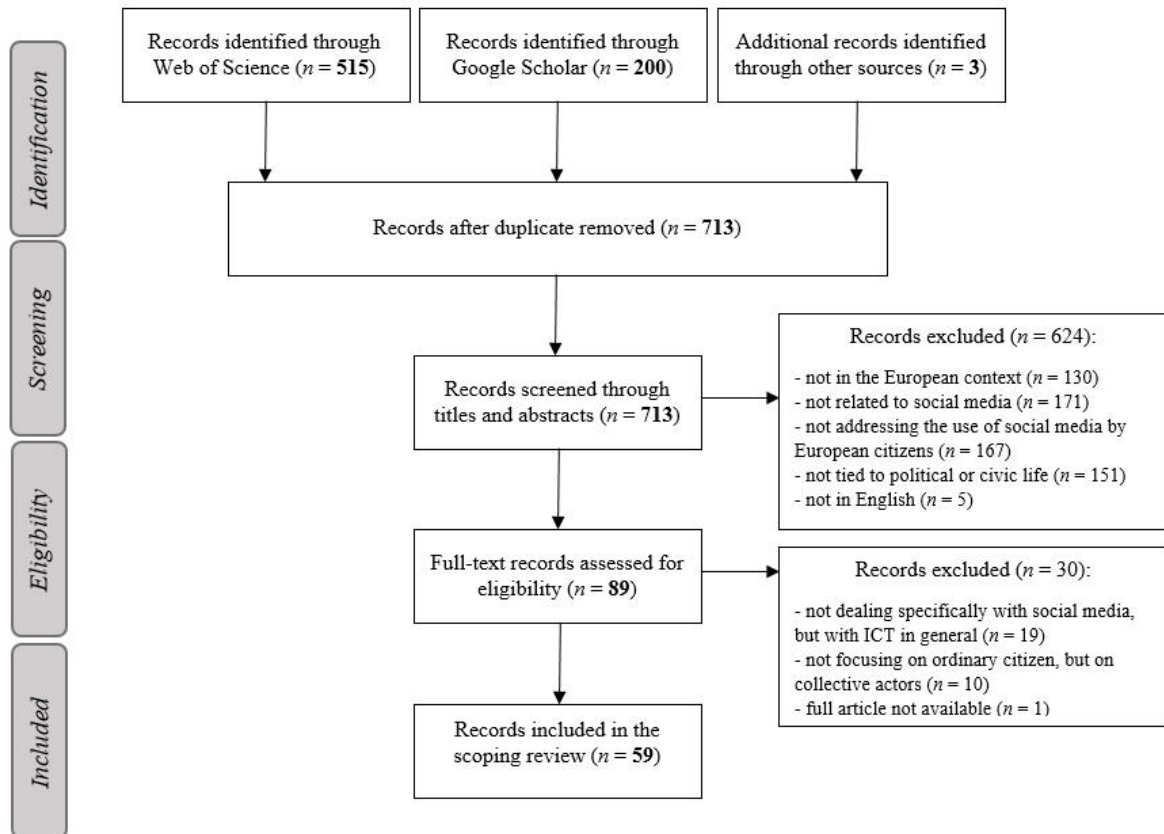 Records identified through
Web of Science (n = 515)
Records identified through
Google Scholar (n = 200)
Additional records identified
through other sources (n = 3)
Identification
Records after duplicate removed (n = 713)
Screening
Records screened through
titles and abstracts (n = 713)
Records excluded (n = 624):
- not in the European context (n = 130)
- not related to social media (n = 171)
- not addressing the use of social media by
European citizens (n = 167)
- not tied to political or civic life (n = 151)
- not in English (n = 5)
Eligibility
Full-text records assessed for
eligibility (n = 89)
Records excluded (n = 30):
- not dealing specifically with social media,
but with ICT in general (n = 19)
- not focusing on ordinary citizen, but on
collective actors (n = 10)
- full article not available (n = 1)
Included
Records included in the
scoping review (n = 59)